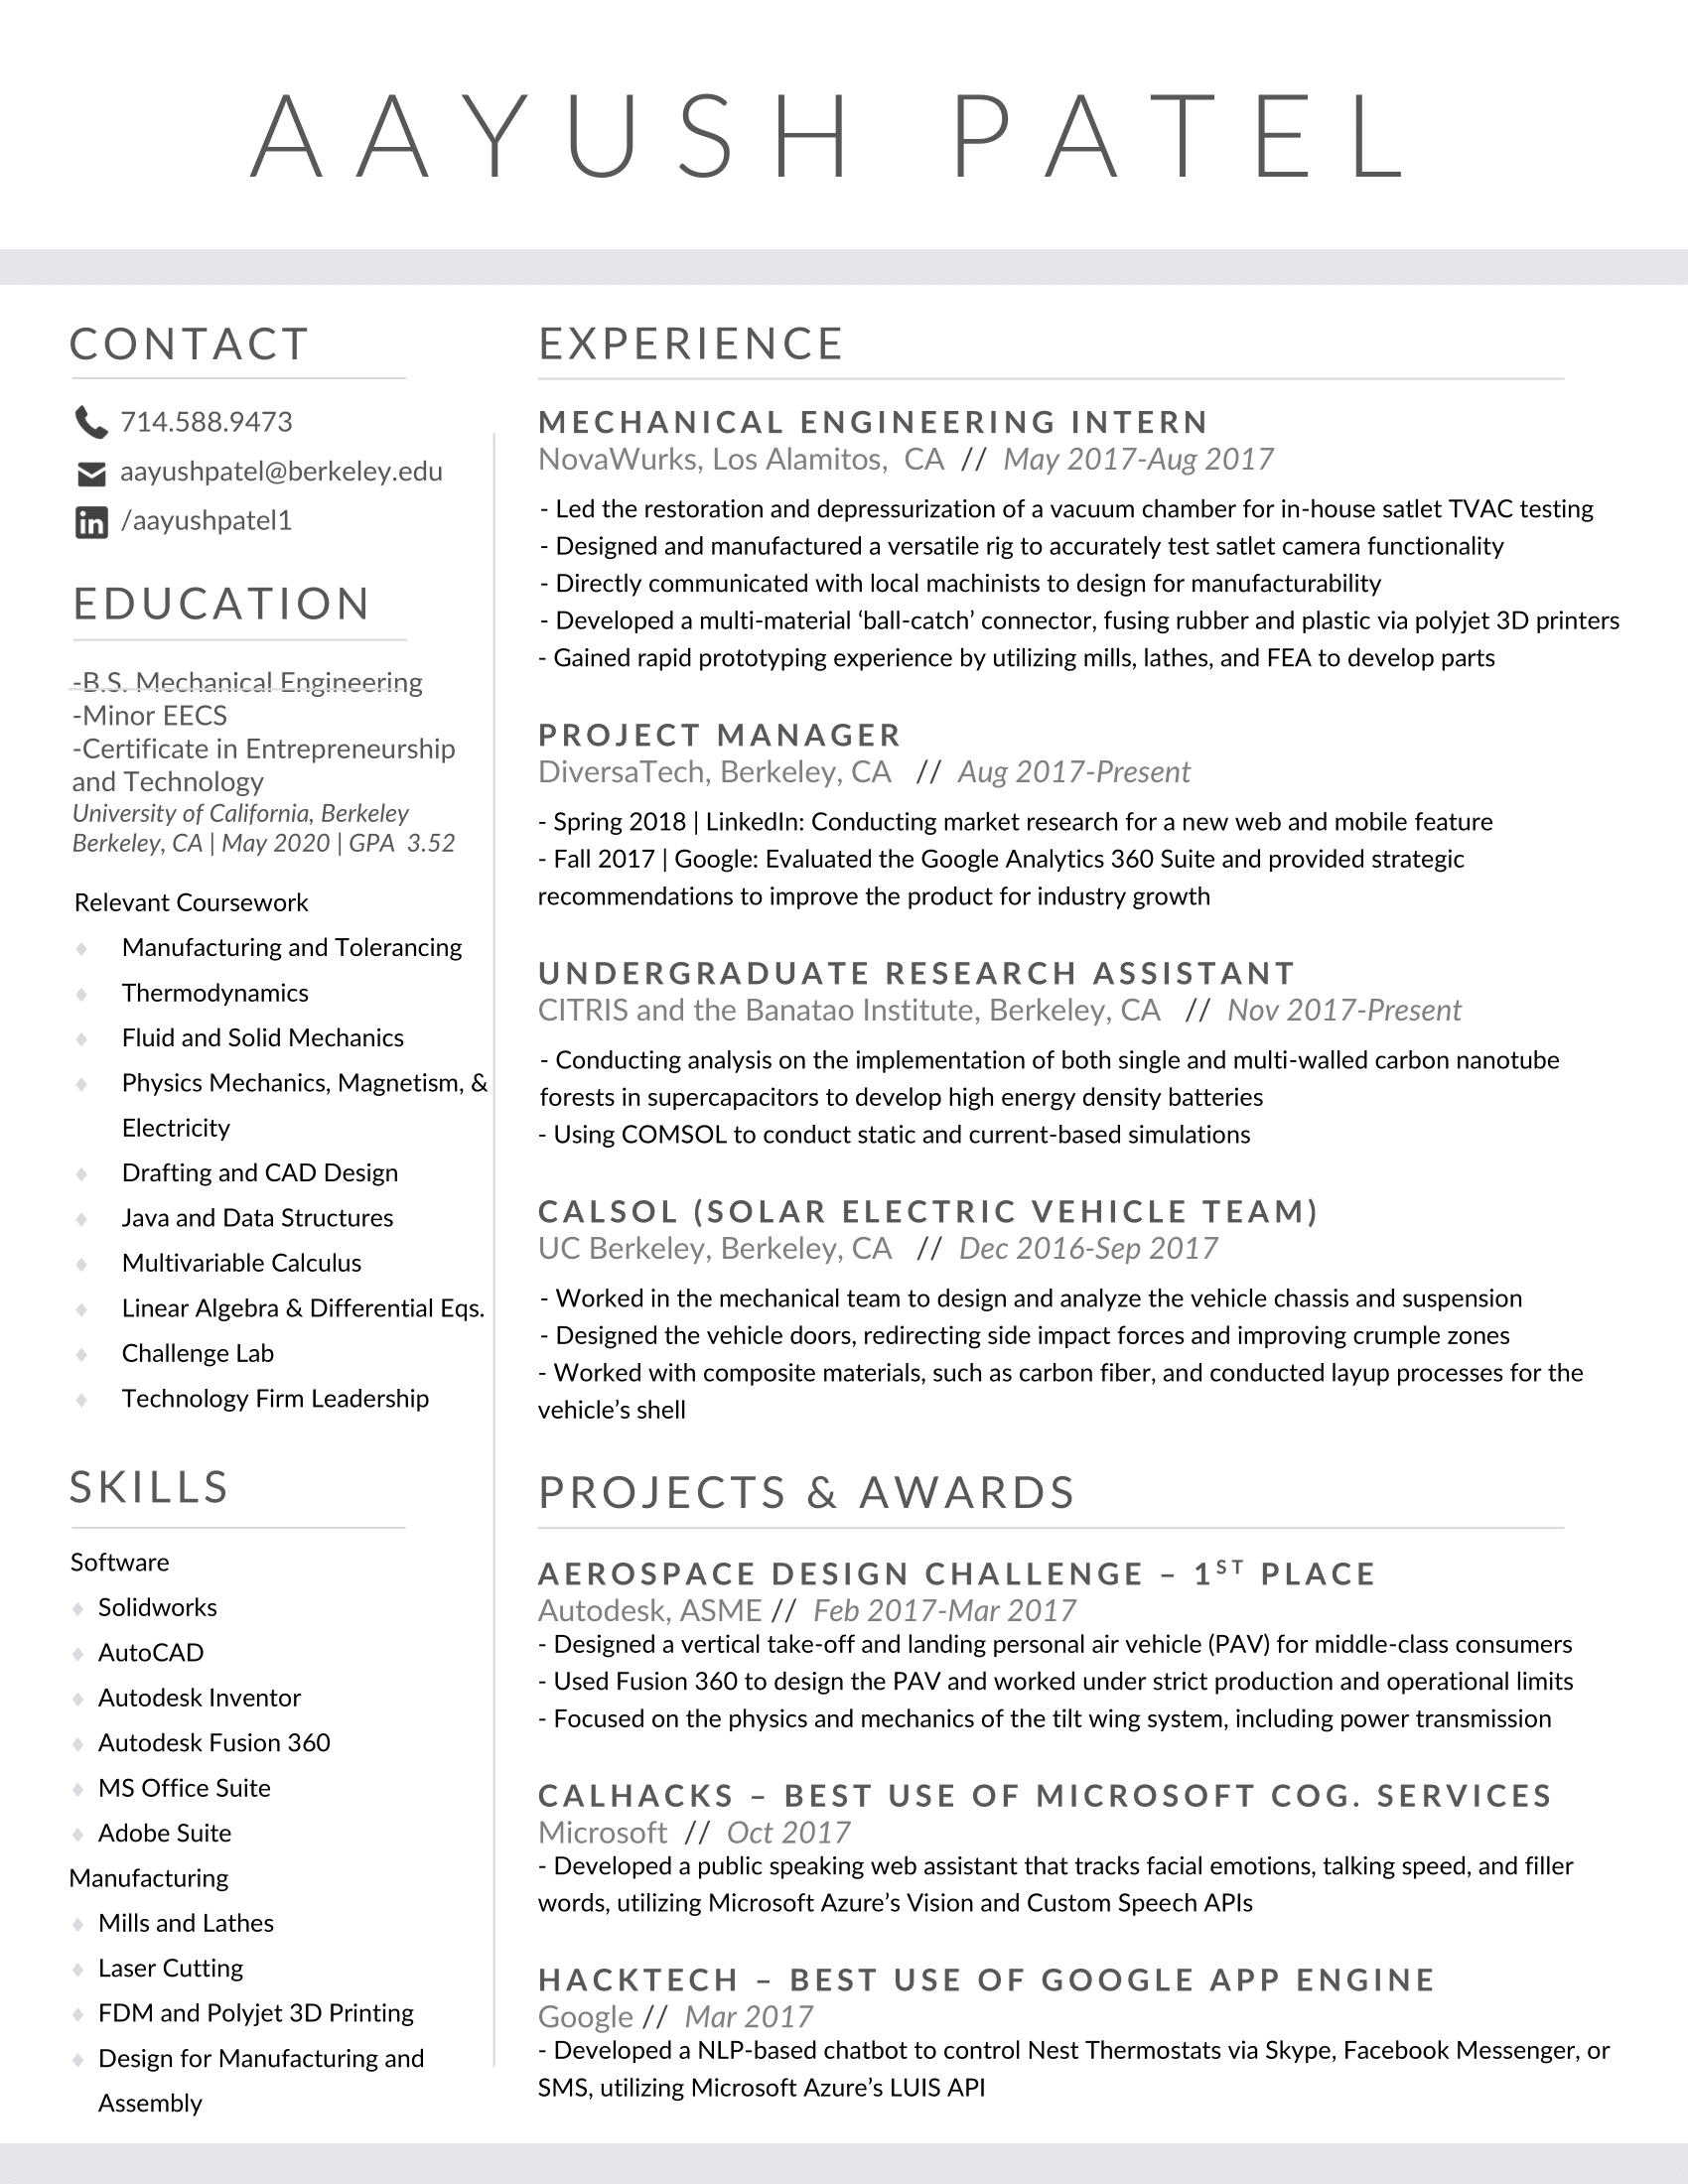 AAYUSH PATEL
CONTACT
714.588.9473
aayushpatel@berkeley.edu
/aayushpatel1
EDUCATION
-B.S. Mechanical Engineering
-Minor EECS
-Certificate in Entrepreneurship
and Technology
University of California, Berkeley
Berkeley, CA | May 2020 | GPA 3.52
Relevant Coursework
♦ Manufacturing and Tolerancing
♦ Thermodynamics
♦ Fluid and Solid Mechanics
♦ Physics Mechanics, Magnetism, &
Electricity
♦ Drafting and CAD Design
♦ Java and Data Structures
♦ Multivariable Calculus
♦ Linear Algebra & Differential Eqs.
♦ Challenge Lab
♦ Technology Firm Leadership
SKILLS
Software
♦ Solidworks
♦ AutoCAD
♦ Autodesk Inventor
♦ Autodesk Fusion 360
♦ MS Office Suite
♦ Adobe Suite
Manufacturing
♦ Mills and Lathes
♦ Laser Cutting
♦ FDM and Polyjet 3D Printing
♦ Design for Manufacturing and
Assembly
EXPERIENCE
MECHANICAL ENGINEERING INTERN
NovaWurks, Los Alamitos, CA // May 2017-Aug 2017
- Led the restoration and depressurization of a vacuum chamber for in-house satlet TVAC testing
- Designed and manufactured a versatile rig to accurately test satlet camera functionality
- Directly communicated with local machinists to design for manufacturability
- Developed a multi-material ‘ball-catch’ connector, fusing rubber and plastic via polyjet 3D printers
- Gained rapid prototyping experience by utilizing mills, lathes, and FEA to develop parts
PROJECT MANAGER
DiversaTech, Berkeley, CA // Aug 2017-Present
- Spring 2018 | LinkedIn: Conducting market research for a new web and mobile feature
- Fall 2017 | Google: Evaluated the Google Analytics 360 Suite and provided strategic
recommendations to improve the product for industry growth
UNDERGRADUATE RESEARCH ASSISTANT
CITRIS and the Banatao Institute, Berkeley, CA // Nov 2017-Present
- Conducting analysis on the implementation of both single and multi-walled carbon nanotube
forests in supercapacitors to develop high energy density batteries
- Using COMSOL to conduct static and current-based simulations
CALSOL (SOLAR ELECTRIC VEHICLE TEAM)
UC Berkeley, Berkeley, CA // Dec 2016-Sep 2017
- Worked in the mechanical team to design and analyze the vehicle chassis and suspension
- Designed the vehicle doors, redirecting side impact forces and improving crumple zones
- Worked with composite materials, such as carbon fiber, and conducted layup processes for the
vehicle’s shell
PROJECTS & AWARDS
AEROSPACE DESIGN CHALLENGE – 1ST PLACE
Autodesk, ASME // Feb 2017-Mar 2017
- Designed a vertical take-off and landing personal air vehicle (PAV) for middle-class consumers
- Used Fusion 360 to design the PAV and worked under strict production and operational limits
- Focused on the physics and mechanics of the tilt wing system, including power transmission
CALHACKS – BEST USE OF MICROSOFT COG. SERVICES
Microsoft // Oct 2017
- Developed a public speaking web assistant that tracks facial emotions, talking speed, and filler
words, utilizing Microsoft Azure’s Vision and Custom Speech APIs
HACKTECH – BEST USE OF GOOGLE APP ENGINE
Google // Mar 2017
- Developed a NLP-based chatbot to control Nest Thermostats via Skype, Facebook Messenger, or
SMS, utilizing Microsoft Azure’s LUIS API